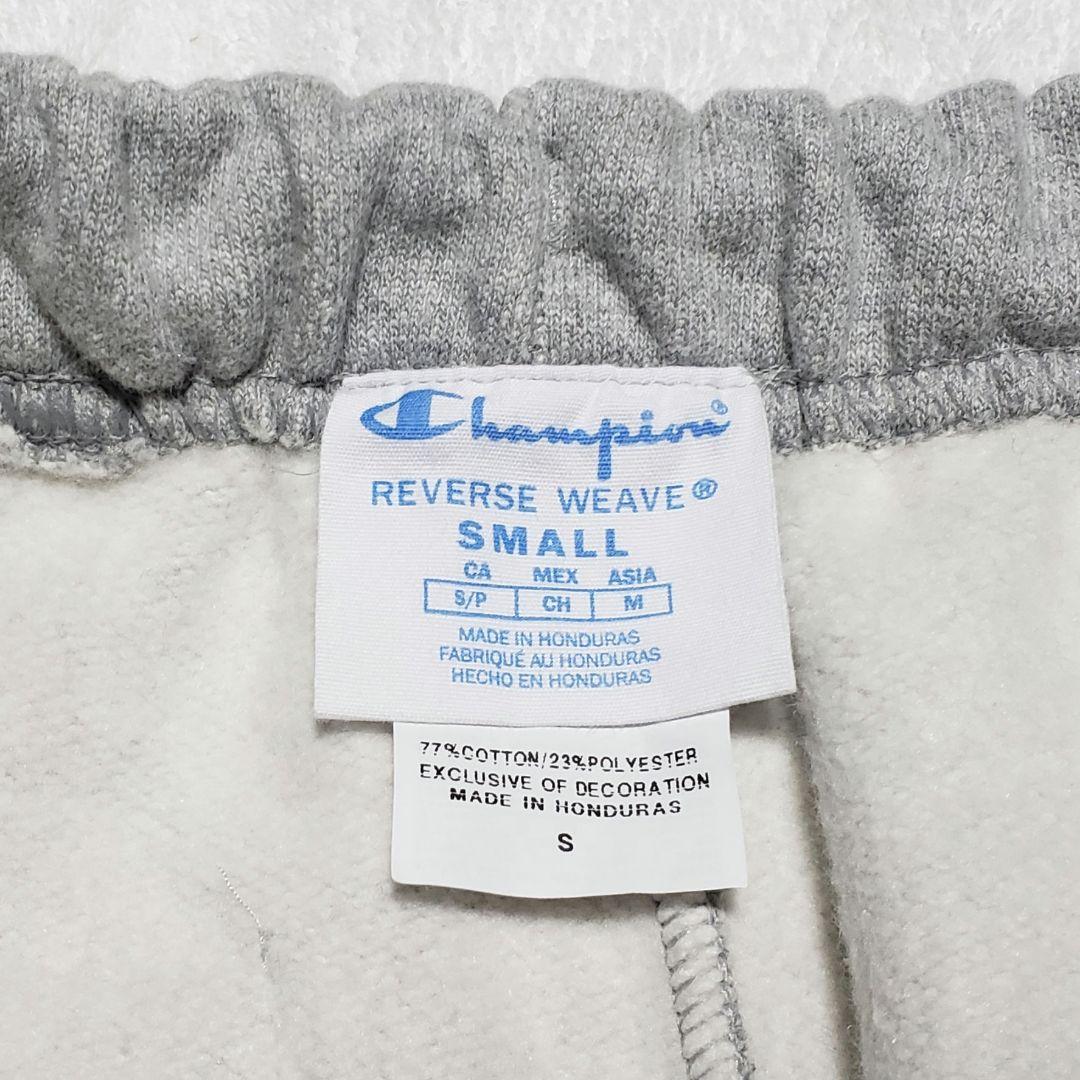 Champion®
REVERSE WEAVE®
SMALL
CA MEX ASIA
S/P CH M
MADE IN HONDURAS
FABRIQUÉ AU HONDURAS
HECHO EN HONDURAS
77%COTTON/23%POLYESTER
EXCLUSIVE OF DECORATION
MADE IN HONDURAS
S